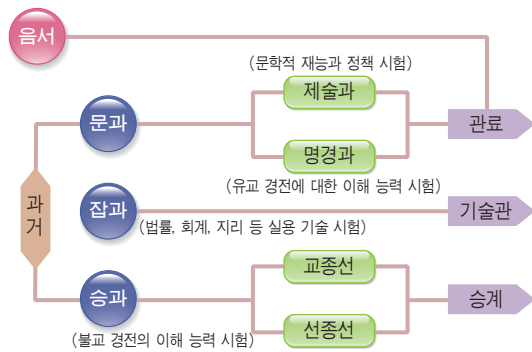 음서
(문학적 재능과 정책 시험)
제술과
문과
관료
명경과
(유교 경전에 대한 이해 능력 시험)
과거
잡과
기술관
(법률, 회계, 지리 등 실용 기술 시험)
교종선
승과
승계
선종선
(불교 경전의 이해 능력 시험)